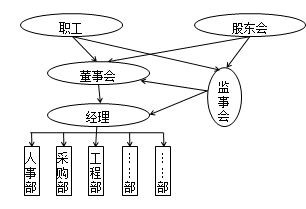 职工
股东会
董事会
监事会
经理
人事部
采购部
工程部
……部
……部